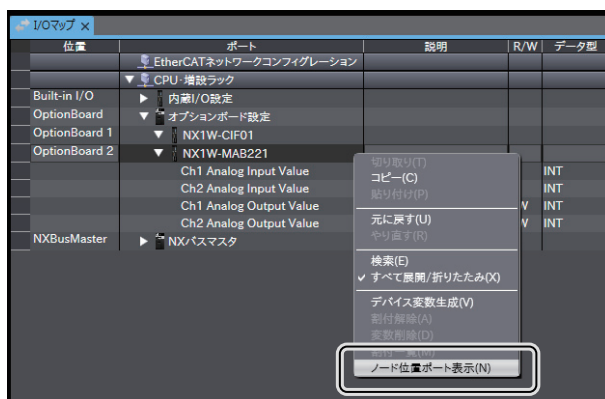 I/Oマップ ×
位置 ポート 説明 R/W データ型
EtherCATネットワークコンフィグレーション
CPU・増設ラック
Built-in I/O 内蔵I/O設定
OptionBoard オプションボード設定
OptionBoard 1 NX1W-CIF01
OptionBoard 2 NX1W-MAB221
Ch1 Analog Input Value INT
Ch2 Analog Input Value INT
Ch1 Analog Output Value W INT
Ch2 Analog Output Value W INT
NXBusMaster NXバスマスタ
切り取り(T)
コピー(C)
貼り付け(P)
元に戻す(U)
やり直す(R)
検索(E)
✓ すべて展開/折りたたみ(X)
デバイス変数生成(V)
割付解除(A)
変数削除(D)
割付一覧(M)
ノード位置ポート表示(N)